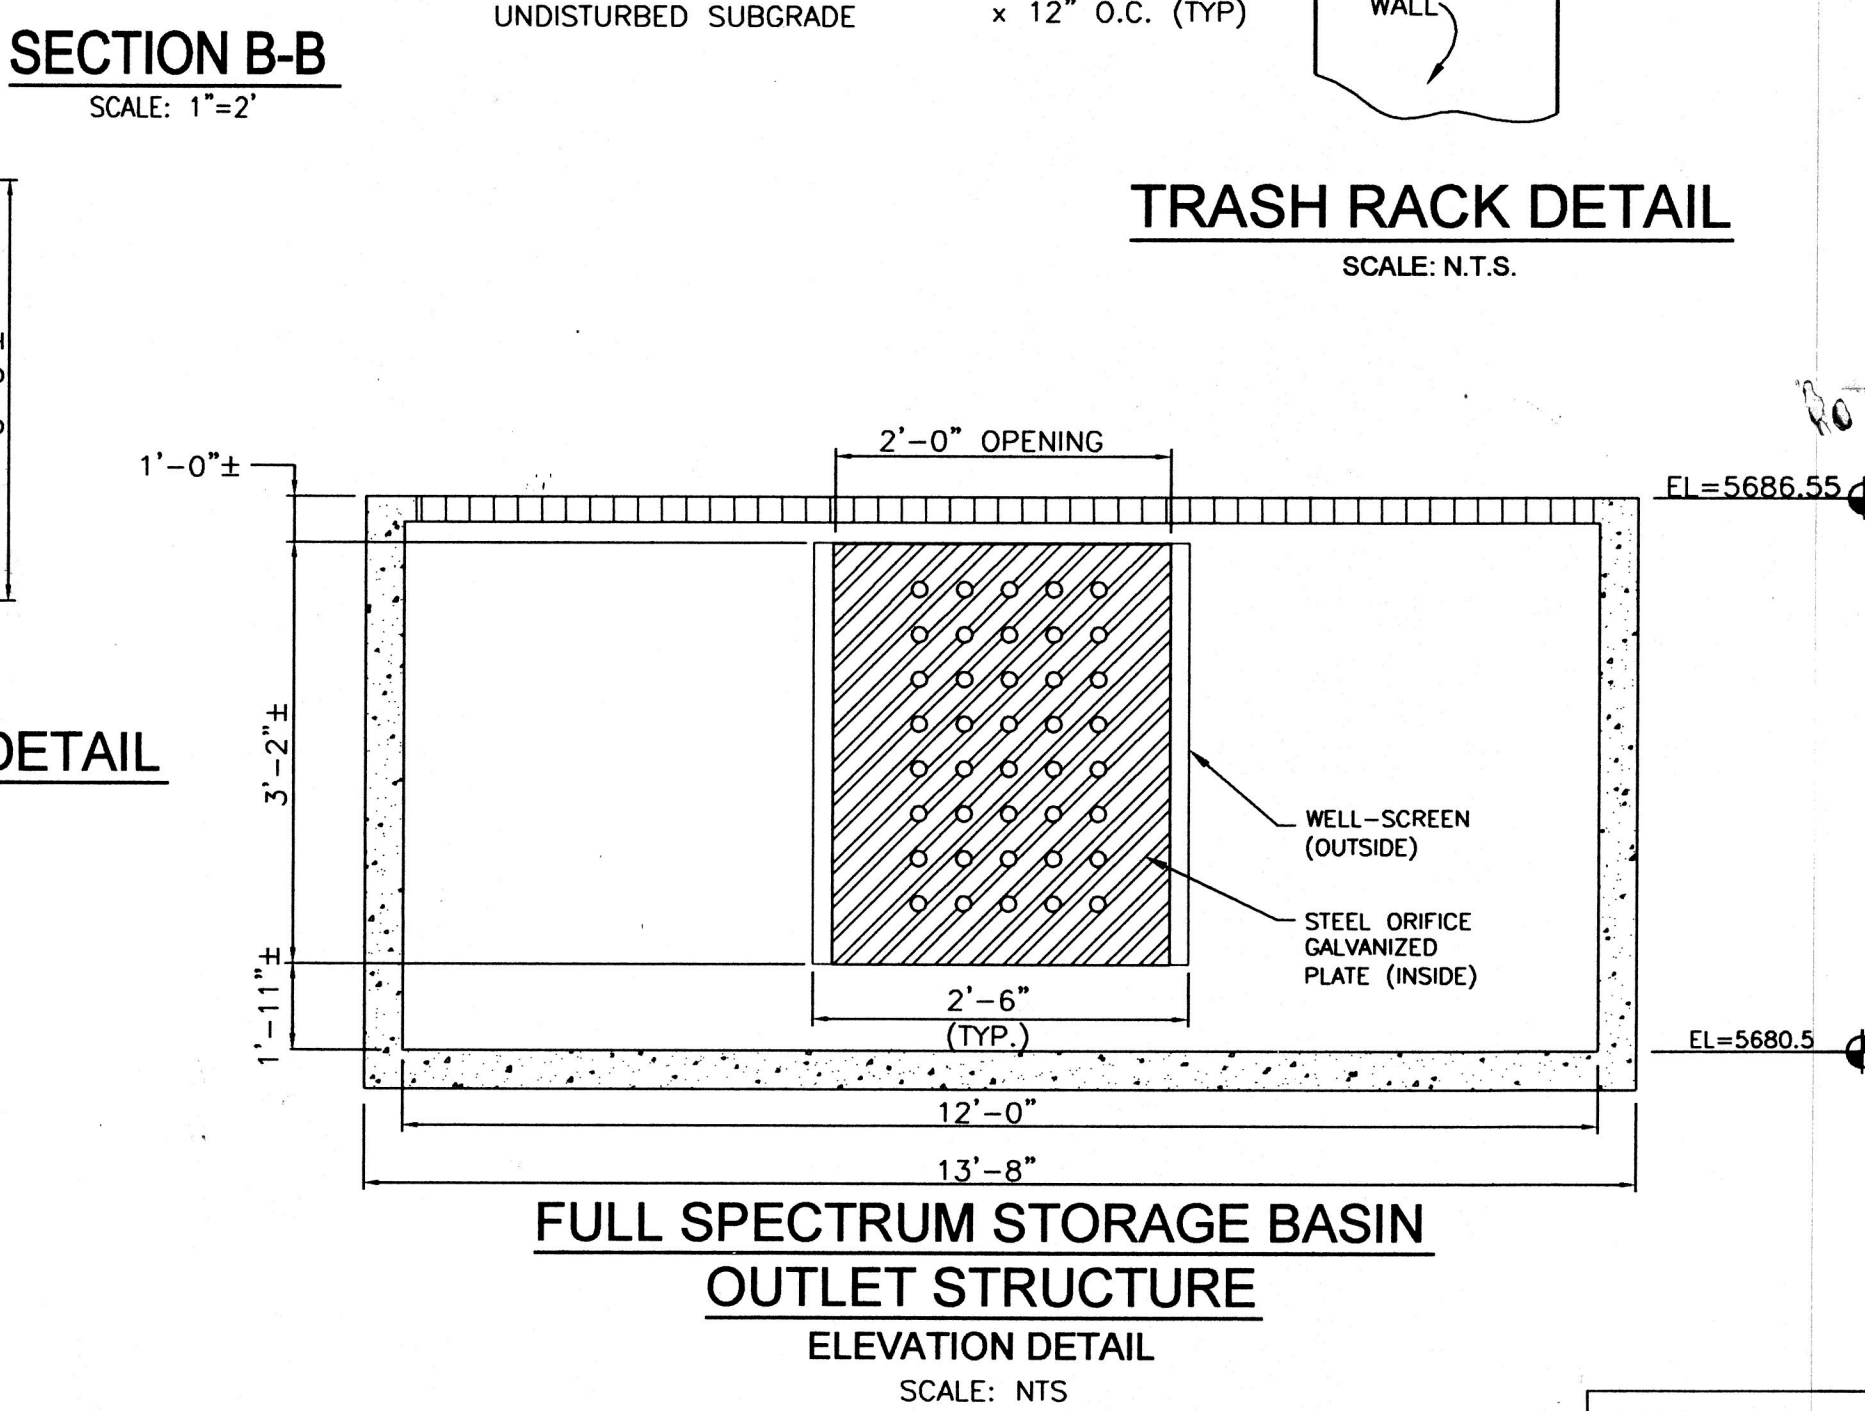 UNDISTURBED SUBGRADE
x 12" O.C. (TYP)
WALL
SECTION B-B
SCALE: 1"=2'
TRASH RACK DETAIL
SCALE: N.T.S.
2'-0" OPENING
1'-0"±
EL=5686.55
3'-2"±
DETAIL
WELL-SCREEN
(OUTSIDE)
STEEL ORIFICE
GALVANIZED
PLATE (INSIDE)
1'-11"±
2'-6"
(TYP.)
EL=5680.5
12'-0"
13'-8"
FULL SPECTRUM STORAGE BASIN
OUTLET STRUCTURE
ELEVATION DETAIL
SCALE: NTS